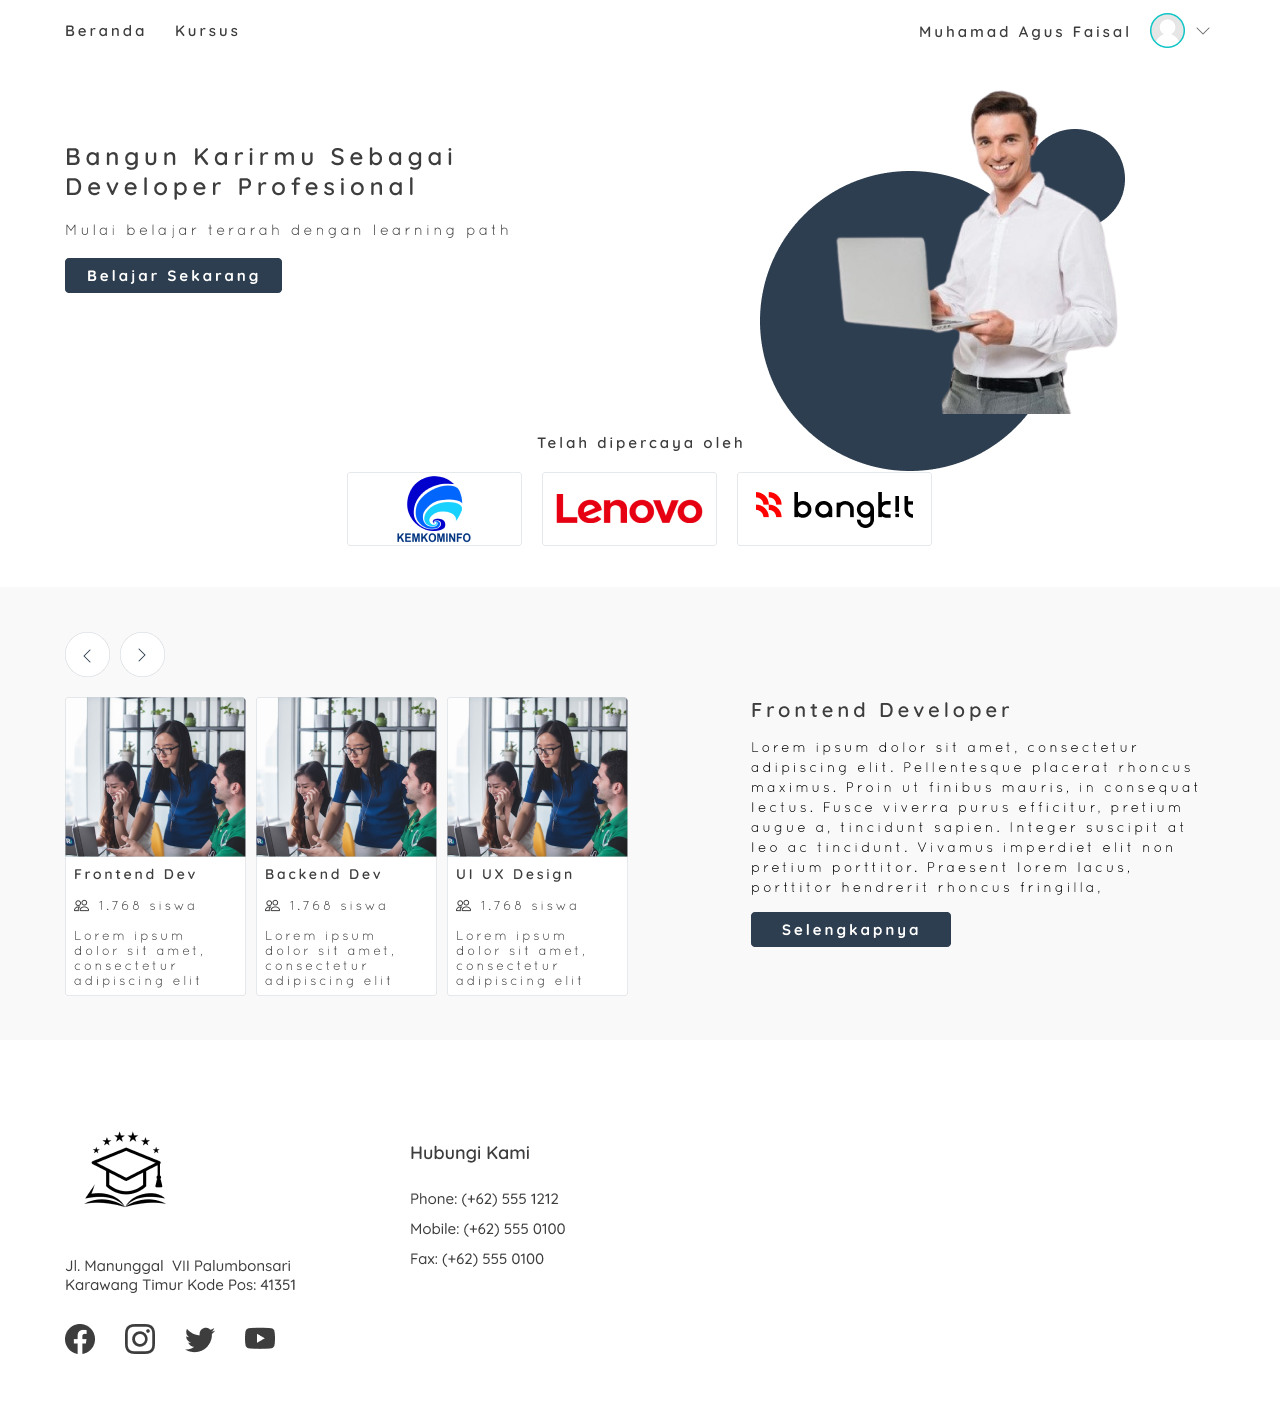 Beranda
Kursus
Muhamad Agus Faisal
Bangun Karirmu Sebagai
Developer Profesional
Mulai belajar terarah dengan learning path
Belajar Sekarang
Telah dipercaya oleh
KEMKOMINFO
Lenovo
bangk!t
Frontend Dev
1.768 siswa
Lorem ipsum
dolor sit amet,
consectetur
adipiscing elit
Backend Dev
1.768 siswa
Lorem ipsum
dolor sit amet,
consectetur
adipiscing elit
UI UX Design
1.768 siswa
Lorem ipsum
dolor sit amet,
consectetur
adipiscing elit
Frontend Developer
Lorem ipsum dolor sit amet, consectetur
adipiscing elit. Pellentesque placerat rhoncus
maximus. Proin ut finibus mauris, in consequat
lectus. Fusce viverra purus efficitur, pretium
augue a, tincidunt sapien. Integer suscipit at
leo ac tincidunt. Vivamus imperdiet elit non
pretium porttitor. Praesent lorem lacus,
porttitor hendrerit rhoncus fringilla,
Selengkapnya
Jl. Manunggal  VII Palumbonsari
Karawang Timur Kode Pos: 41351
Hubungi Kami
Phone: (+62) 555 1212
Mobile: (+62) 555 0100
Fax: (+62) 555 0100